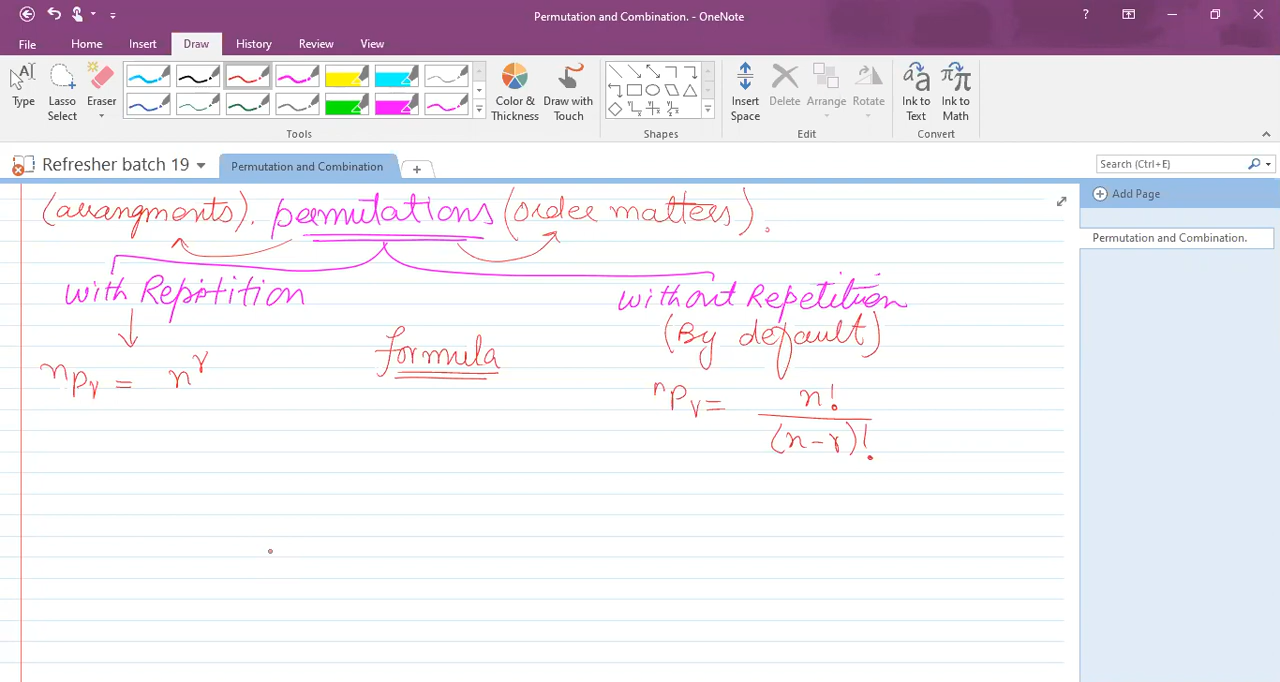 Permutation and Combination. - OneNote
File Home Insert Draw History Review View
Type Lasso Select Eraser Color & Thickness Draw with Touch Insert Space Delete Arrange Rotate Ink to Text Ink to Math
Tools Shapes Edit Convert
Refresher batch 19 Permutation and Combination Search (Ctrl+E)
Add Page
Permutation and Combination.
(arrangments). permutations (order matters).
with Repitition without Repetition
(By default)
formula
nPr = n^r
nPr = n!
(n-r)!